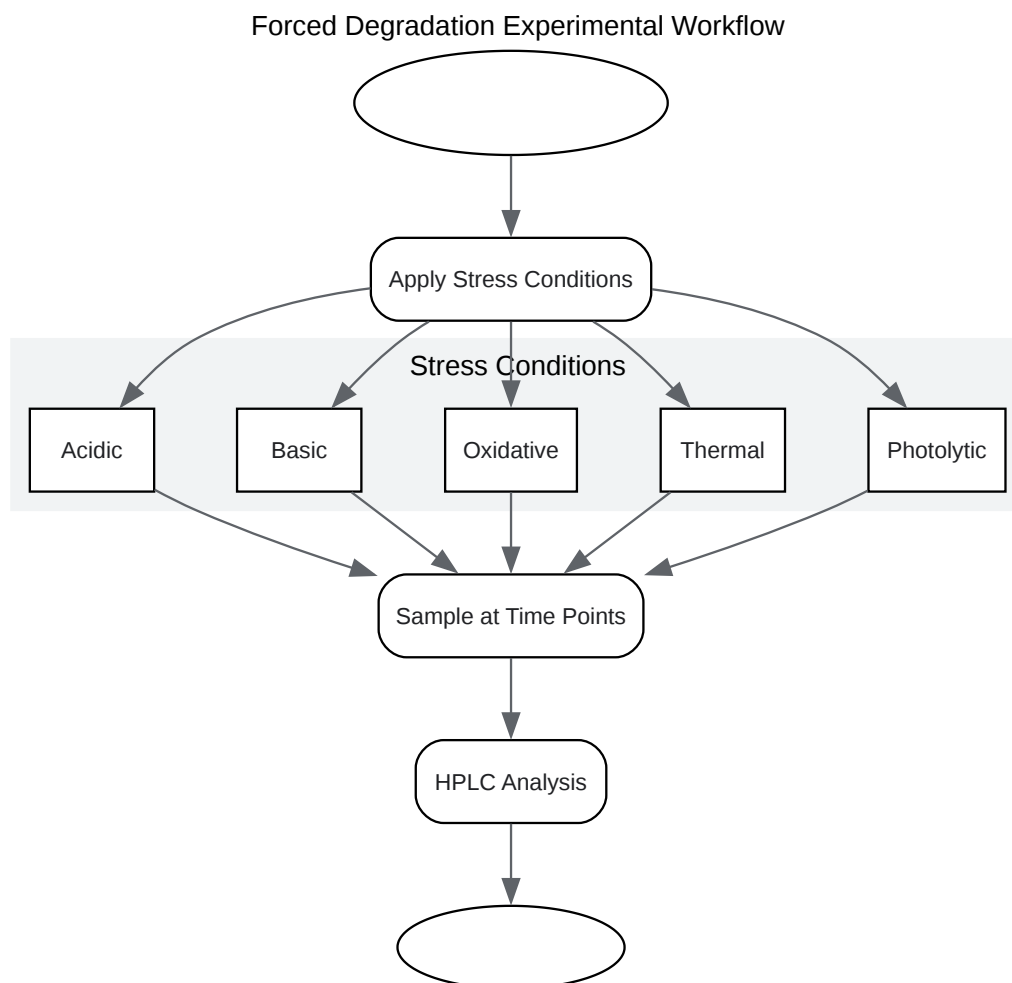 Forced Degradation Experimental Workflow
Apply Stress Conditions
Stress Conditions
Acidic
Basic
Oxidative
Thermal
Photolytic
Sample at Time Points
HPLC Analysis